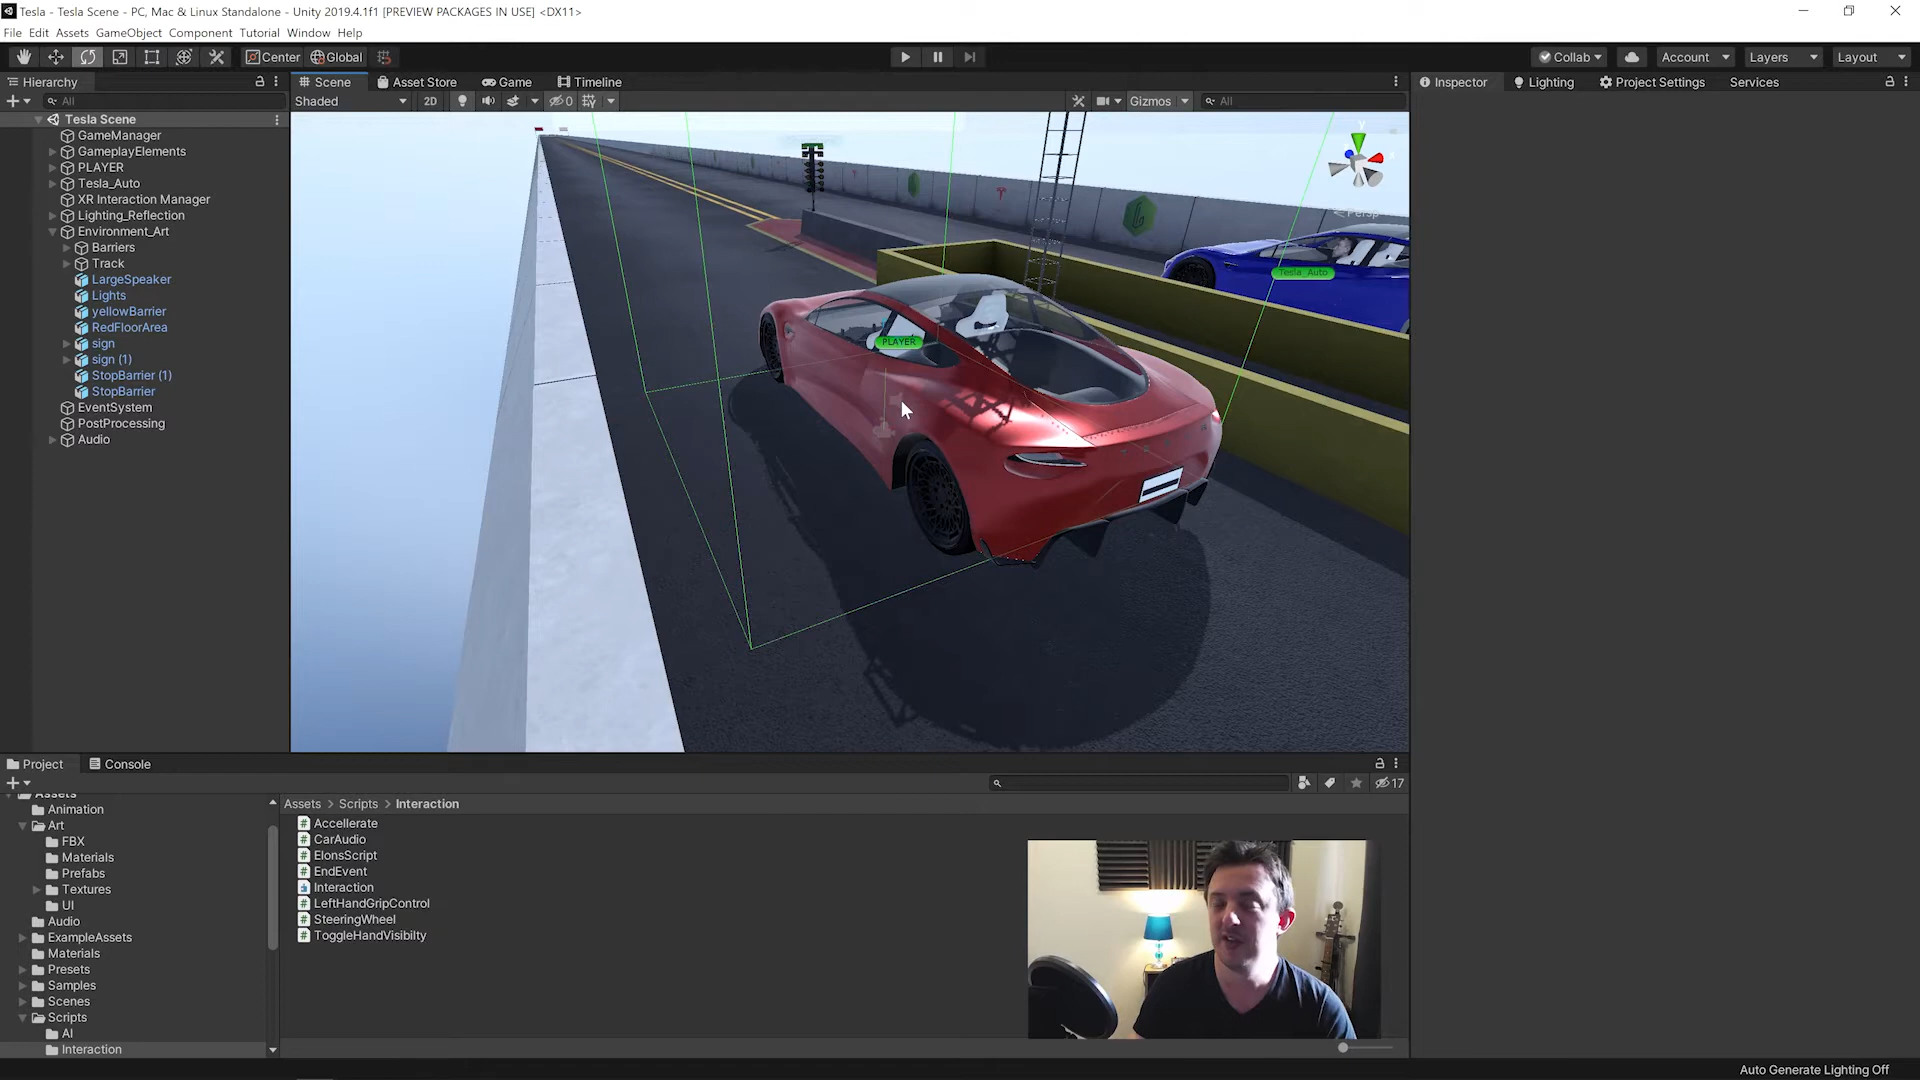 Tesla - Tesla Scene - PC, Mac & Linux Standalone - Unity 2019.4.1f1 [PREVIEW PACKAGES IN USE] <DX11>
File Edit Assets GameObject Component Tutorial Window Help
Center Global Collab Account Layers Layout
Hierarchy Scene Asset Store Game Timeline Inspector Lighting Project Settings Services
All Shaded 2D 0 Gizmos All
Tesla Scene
GameManager
GameplayElements
PLAYER
Tesla_Auto
XR Interaction Manager
Lighting_Reflection
Environment_Art
Barriers
Track
LargeSpeaker
Lights
yellowBarrier
RedFloorArea
sign
sign (1)
StopBarrier (1)
StopBarrier
EventSystem
PostProcessing
Audio
y
Persp
Tesla_Auto
PLAYER
Project Console
17
Assets
Animation
Art
FBX
Materials
Prefabs
Textures
UI
Audio
ExampleAssets
Materials
Presets
Samples
Scenes
Scripts
AI
Interaction
Assets > Scripts > Interaction
Accellerate
CarAudio
ElonsScript
EndEvent
Interaction
LeftHandGripControl
SteeringWheel
ToggleHandVisibilty
Auto Generate Lighting Off